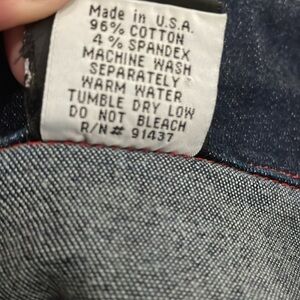 Made in U.S.A.
96% COTTON
4% SPANDEX
MACHINE WASH
SEPARATELY
WARM WATER
TUMBLE DRY LOW
DO NOT BLEACH
R/N# 91437